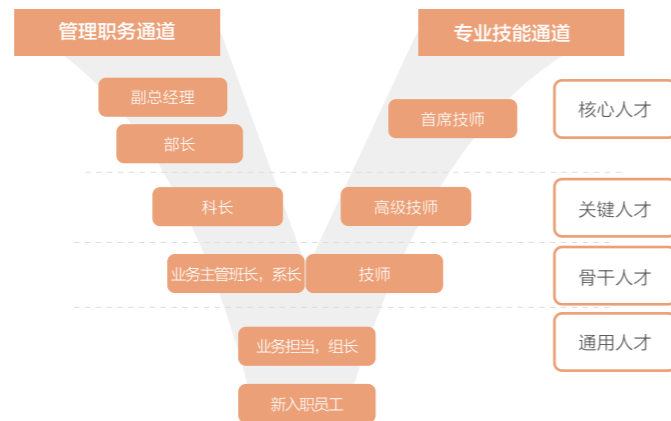 管理职务通道
专业技能通道
副总经理
首席技师
核心人才
部长
科长
高级技师
关键人才
业务主管班长，系长
技师
骨干人才
业务担当，组长
通用人才
新入职员工